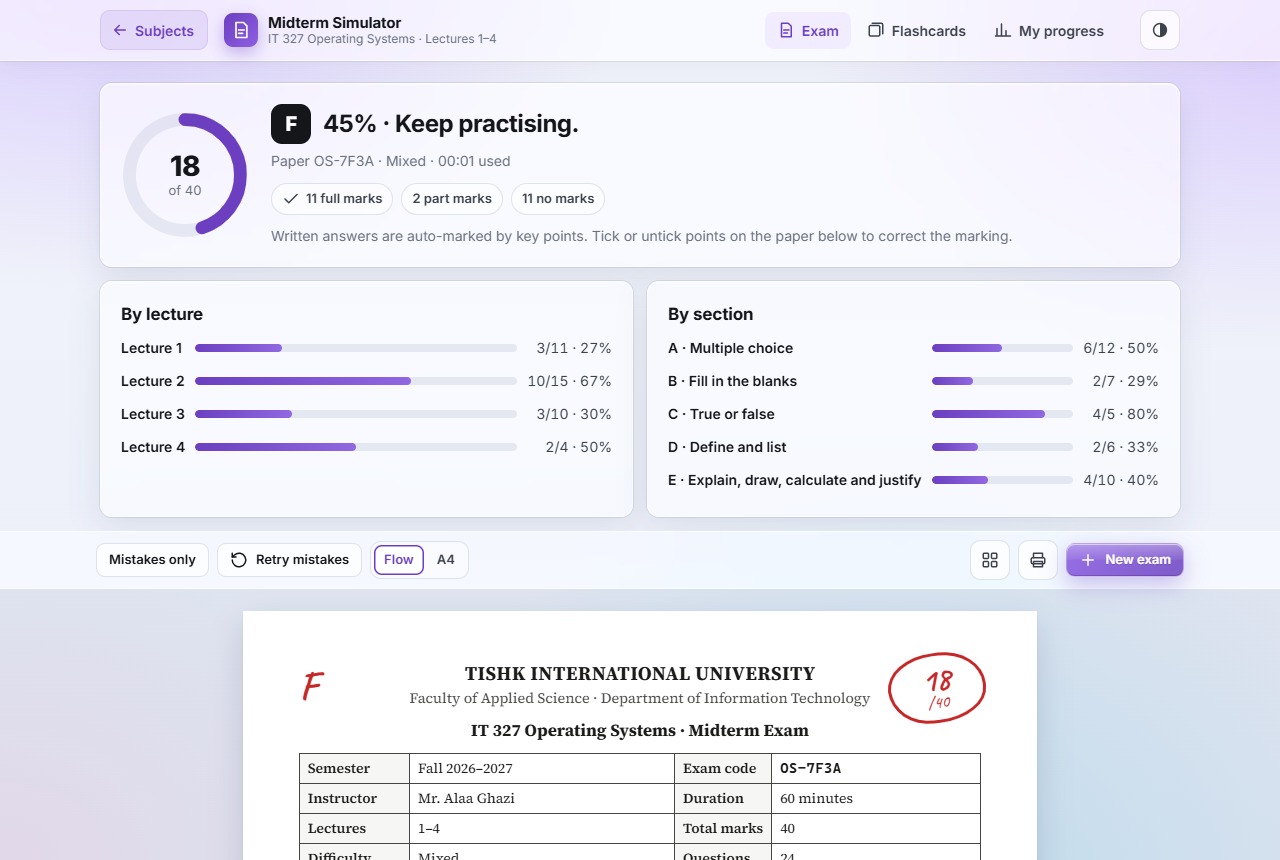 Subjects
Midterm Simulator
IT 327 Operating Systems · Lectures 1–4
Exam
Flashcards
My progress
18
of 40
F
45% · Keep practising.
Paper OS-7F3A · Mixed · 00:01 used
11 full marks
2 part marks
11 no marks
Written answers are auto-marked by key points. Tick or untick points on the paper below to correct the marking.
By lecture
Lecture 1 3/11 · 27%
Lecture 2 10/15 · 67%
Lecture 3 3/10 · 30%
Lecture 4 2/4 · 50%
By section
A · Multiple choice 6/12 · 50%
B · Fill in the blanks 2/7 · 29%
C · True or false 4/5 · 80%
D · Define and list 2/6 · 33%
E · Explain, draw, calculate and justify 4/10 · 40%
Mistakes only
Retry mistakes
Flow
A4
New exam
F
TISHK INTERNATIONAL UNIVERSITY
Faculty of Applied Science · Department of Information Technology
IT 327 Operating Systems · Midterm Exam
18
/40
Semester Fall 2026–2027 Exam code OS-7F3A
Instructor Mr. Alaa Ghazi Duration 60 minutes
Lectures 1–4 Total marks 40
Difficulty Mixed Questions 24